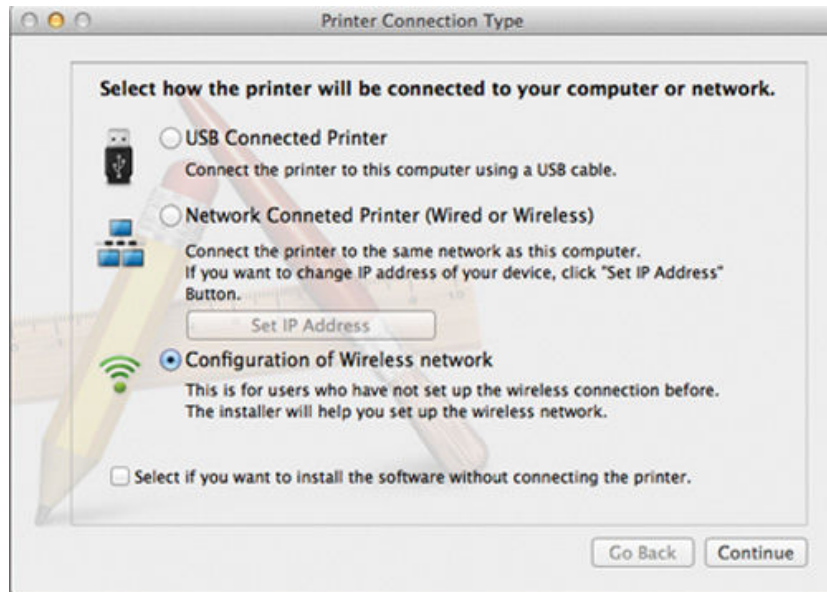 Printer Connection Type
Select how the printer will be connected to your computer or network.
USB Connected Printer
Connect the printer to this computer using a USB cable.
Network Conneted Printer (Wired or Wireless)
Connect the printer to the same network as this computer.
If you want to change IP address of your device, click "Set IP Address"
Button.
Set IP Address
Configuration of Wireless network
This is for users who have not set up the wireless connection before.
The installer will help you set up the wireless network.
Select if you want to install the software without connecting the printer.
Go Back
Continue